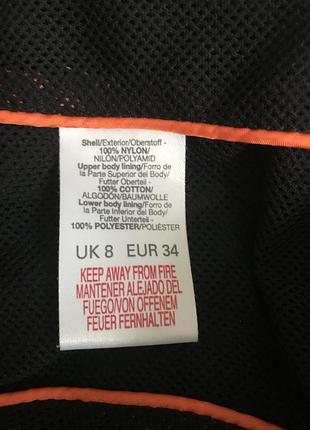 Shell/Exterior/Oberstoff -
100% NYLON/
NILÓN/POLYAMID
Upper body lining/Forro de
la Parte Superior del Body/
Futter Oberteil -
100% COTTON/
ALGODÓN/BAUMWOLLE
Lower body lining/Forro de
la Parte Inferior del Body/
Futter Unterteil -
100% POLYESTER/POLIÉSTER
UK 8 EUR 34
KEEP AWAY FROM FIRE
MANTENER ALEJADO DEL
FUEGO/VON OFFENEM
FEUER FERNHALTEN